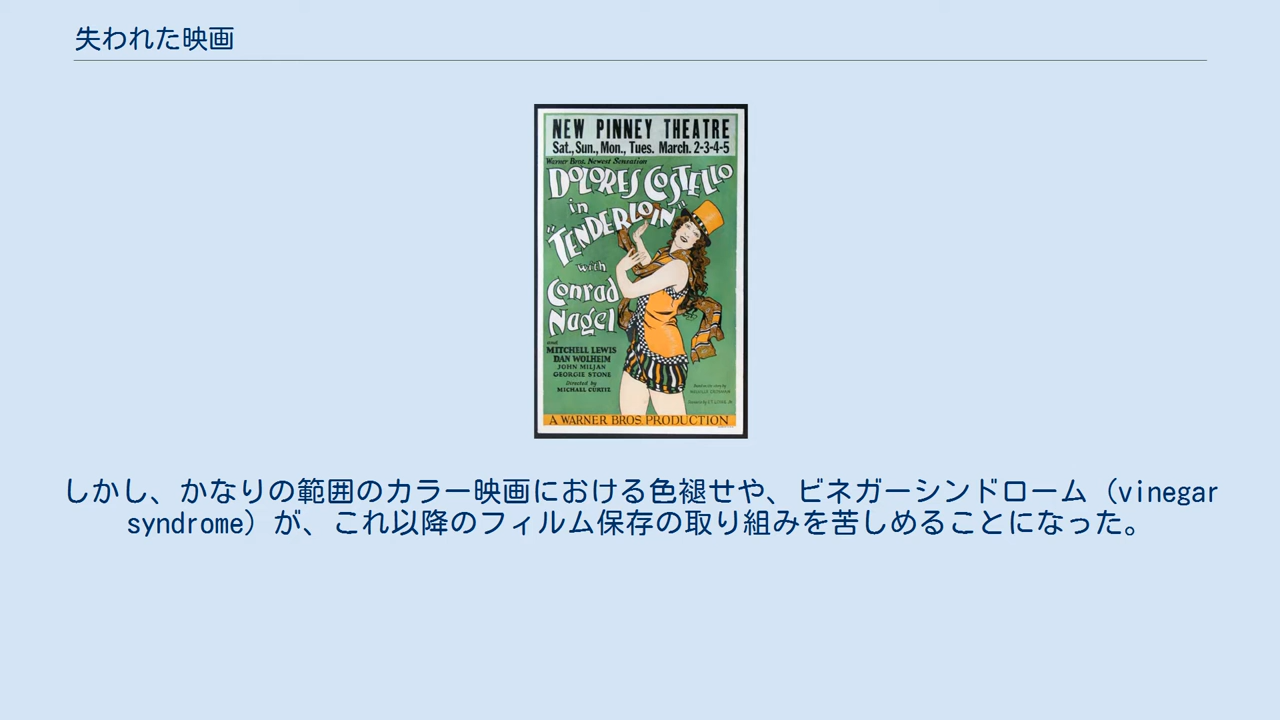 失われた映画
NEW PINNEY THEATRE
Sat., Sun., Mon., Tues. March. 2-3-4-5
Warner Bros. Newest Sensation
DOLORES COSTELLO
in
"TENDERLOIN"
with
Conrad
Nagel
and
MITCHELL LEWIS
DAN WOLHEIM
JOHN MILJAN
GEORGIE STONE
Directed by
MICHAEL CURTIZ
A WARNER BROS PRODUCTION
しかし、かなりの範囲のカラー映画における色褪せや、ビネガーシンドローム（vinegar
syndrome）が、これ以降のフィルム保存の取り組みを苦しめることになった。